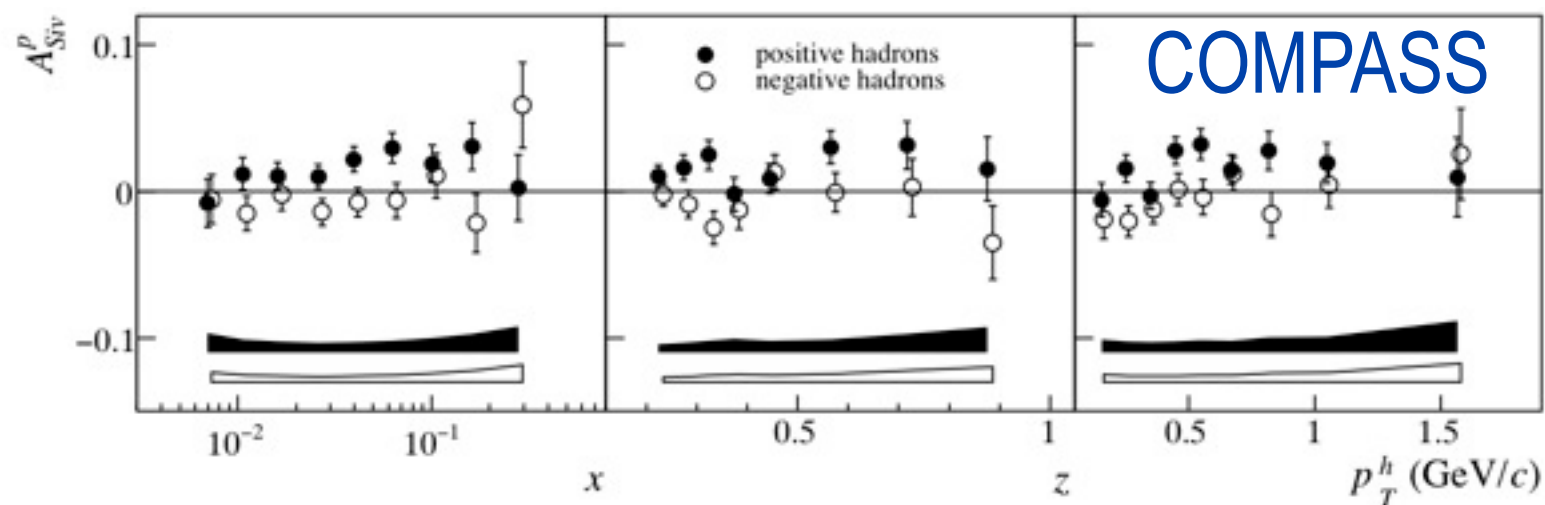 A^p_Siv
0.1
0
−0.1
positive hadrons
negative hadrons
COMPASS
10^−2
10^−1
x
0.5
1
z
0.5
1
1.5
p^h_T (GeV/c)